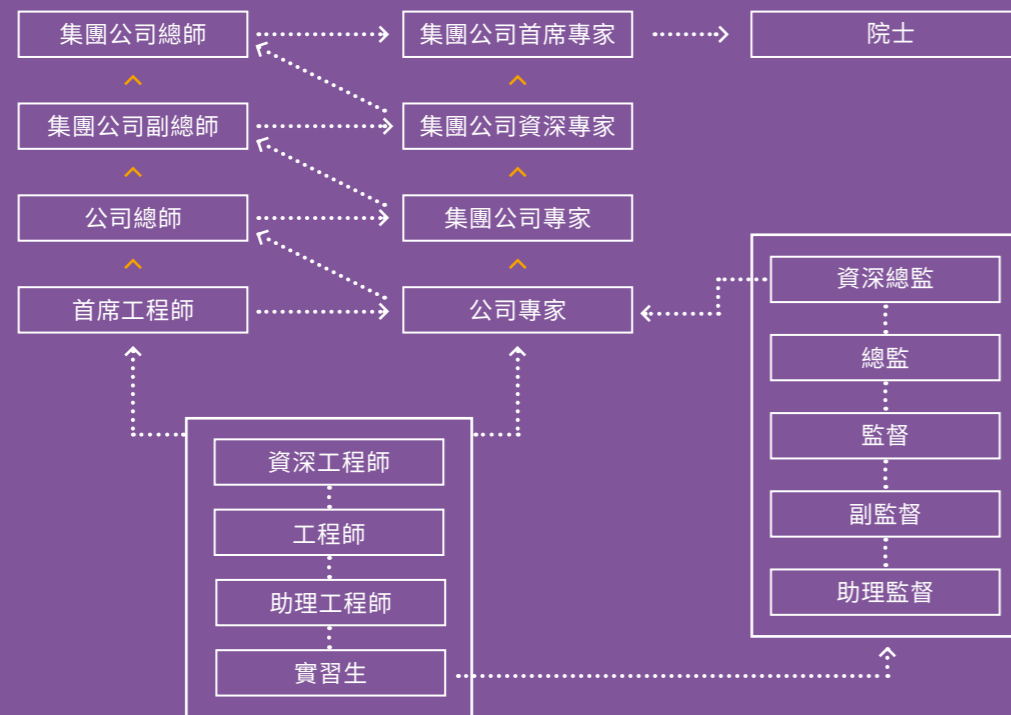 集團公司總師
集團公司首席專家
院士
集團公司副總師
集團公司資深專家
公司總師
集團公司專家
首席工程師
公司專家
資深總監
總監
監督
副監督
助理監督
資深工程師
工程師
助理工程師
實習生